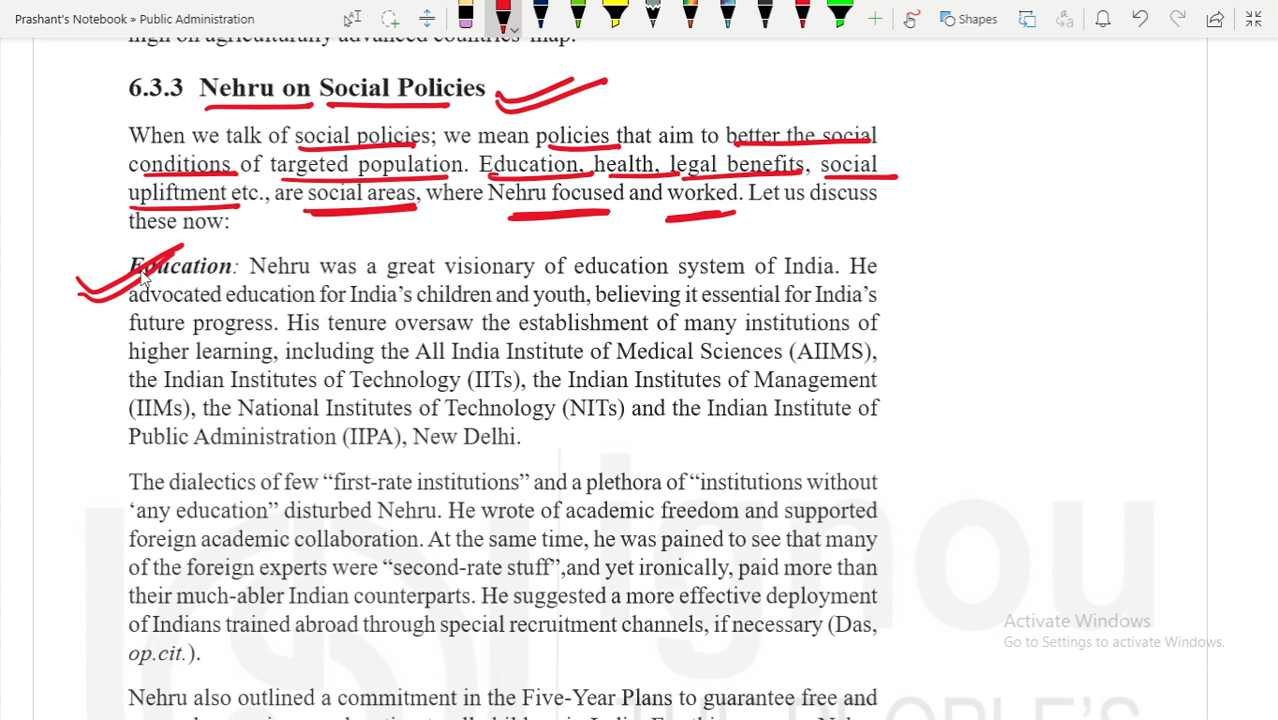 Prashant's Notebook » Public Administration
Shapes
high on agriculturally advanced countries' map.
6.3.3 Nehru on Social Policies
When we talk of social policies; we mean policies that aim to better the social
conditions of targeted population. Education, health, legal benefits, social
upliftment etc., are social areas, where Nehru focused and worked. Let us discuss
these now:
Education: Nehru was a great visionary of education system of India. He
advocated education for India's children and youth, believing it essential for India's
future progress. His tenure oversaw the establishment of many institutions of
higher learning, including the All India Institute of Medical Sciences (AIIMS),
the Indian Institutes of Technology (IITs), the Indian Institutes of Management
(IIMs), the National Institutes of Technology (NITs) and the Indian Institute of
Public Administration (IIPA), New Delhi.
The dialectics of few “first-rate institutions” and a plethora of “institutions without
‘any education” disturbed Nehru. He wrote of academic freedom and supported
foreign academic collaboration. At the same time, he was pained to see that many
of the foreign experts were “second-rate stuff”,and yet ironically, paid more than
their much-abler Indian counterparts. He suggested a more effective deployment
of Indians trained abroad through special recruitment channels, if necessary (Das,
op.cit.).
Nehru also outlined a commitment in the Five-Year Plans to guarantee free and
ignou
THE PEOPLE'S
Activate Windows
Go to Settings to activate Windows.